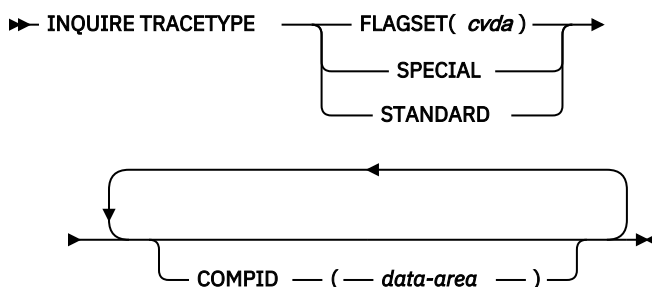 INQUIRE TRACETYPE FLAGSET( cvda )
SPECIAL
STANDARD
COMPID ( data-area )